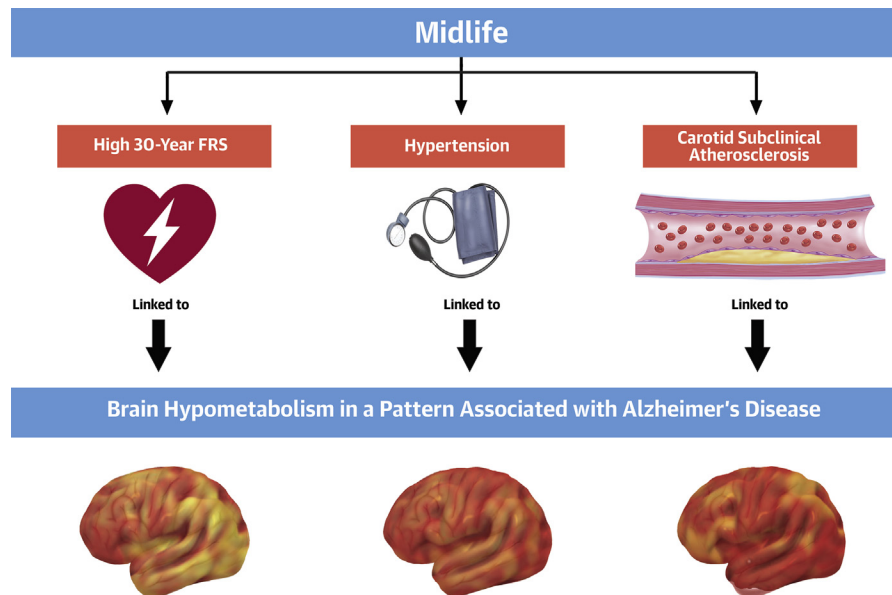 Midlife
High 30-Year FRS
Hypertension
Carotid Subclinical
Atherosclerosis
Linked to
Linked to
Linked to
Brain Hypometabolism in a Pattern Associated with Alzheimer's Disease